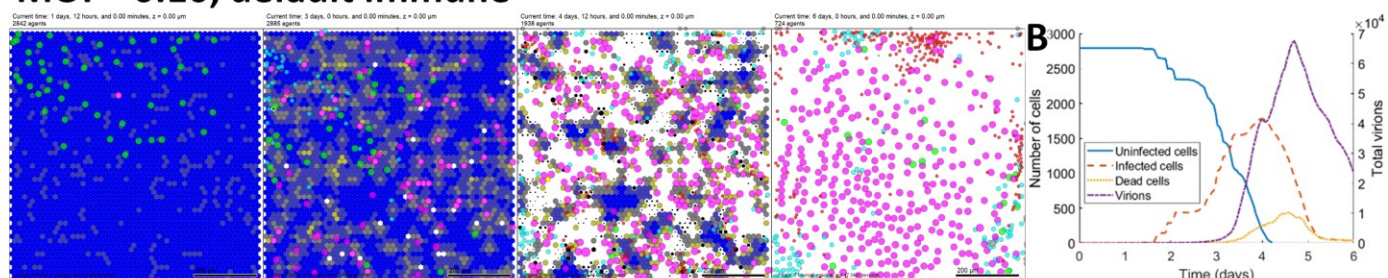 Current time: 1 days, 12 hours, and 0.00 minutes, z = 0.00 μm
2842 agents
Current time: 3 days, 0 hours, and 0.00 minutes, z = 0.00 μm
2885 agents
Current time: 4 days, 12 hours, and 0.00 minutes, z = 0.00 μm
1938 agents
Current time: 6 days, 0 hours, and 0.00 minutes, z = 0.00 μm
724 agents
200 μm
B
Number of cells
3000
2500
2000
1500
1000
500
0
Uninfected cells
Infected cells
Dead cells
Virions
×10⁴
7
6
5
4
3
2
1
0
Total virions
0 1 2 3 4 5 6
Time (days)